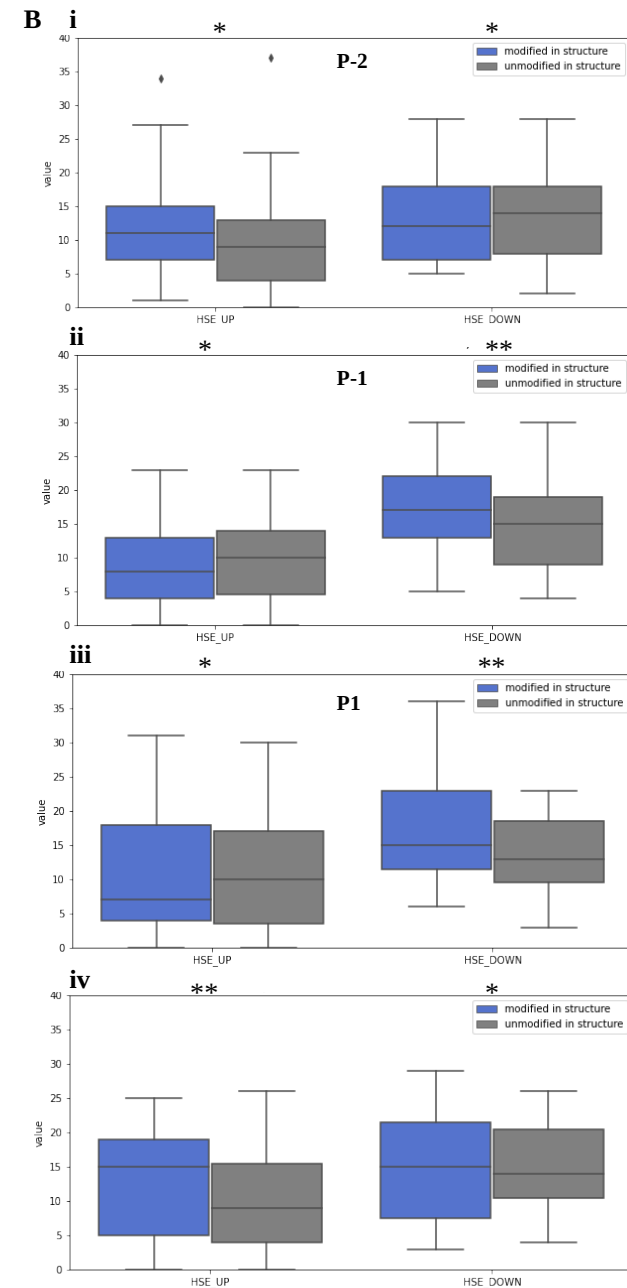 B i
* *
40
35
30
25
20
15
10
5
0
value
P-2
modified in structure
unmodified in structure
HSE_UP HSE_DOWN
ii
* **
40
35
30
25
20
15
10
5
0
value
P-1
modified in structure
unmodified in structure
HSE_UP HSE_DOWN
iii
* **
40
35
30
25
20
15
10
5
0
value
P1
modified in structure
unmodified in structure
HSE_UP HSE_DOWN
iv
** *
40
35
30
25
20
15
10
5
0
value
modified in structure
unmodified in structure
HSE_UP HSE_DOWN